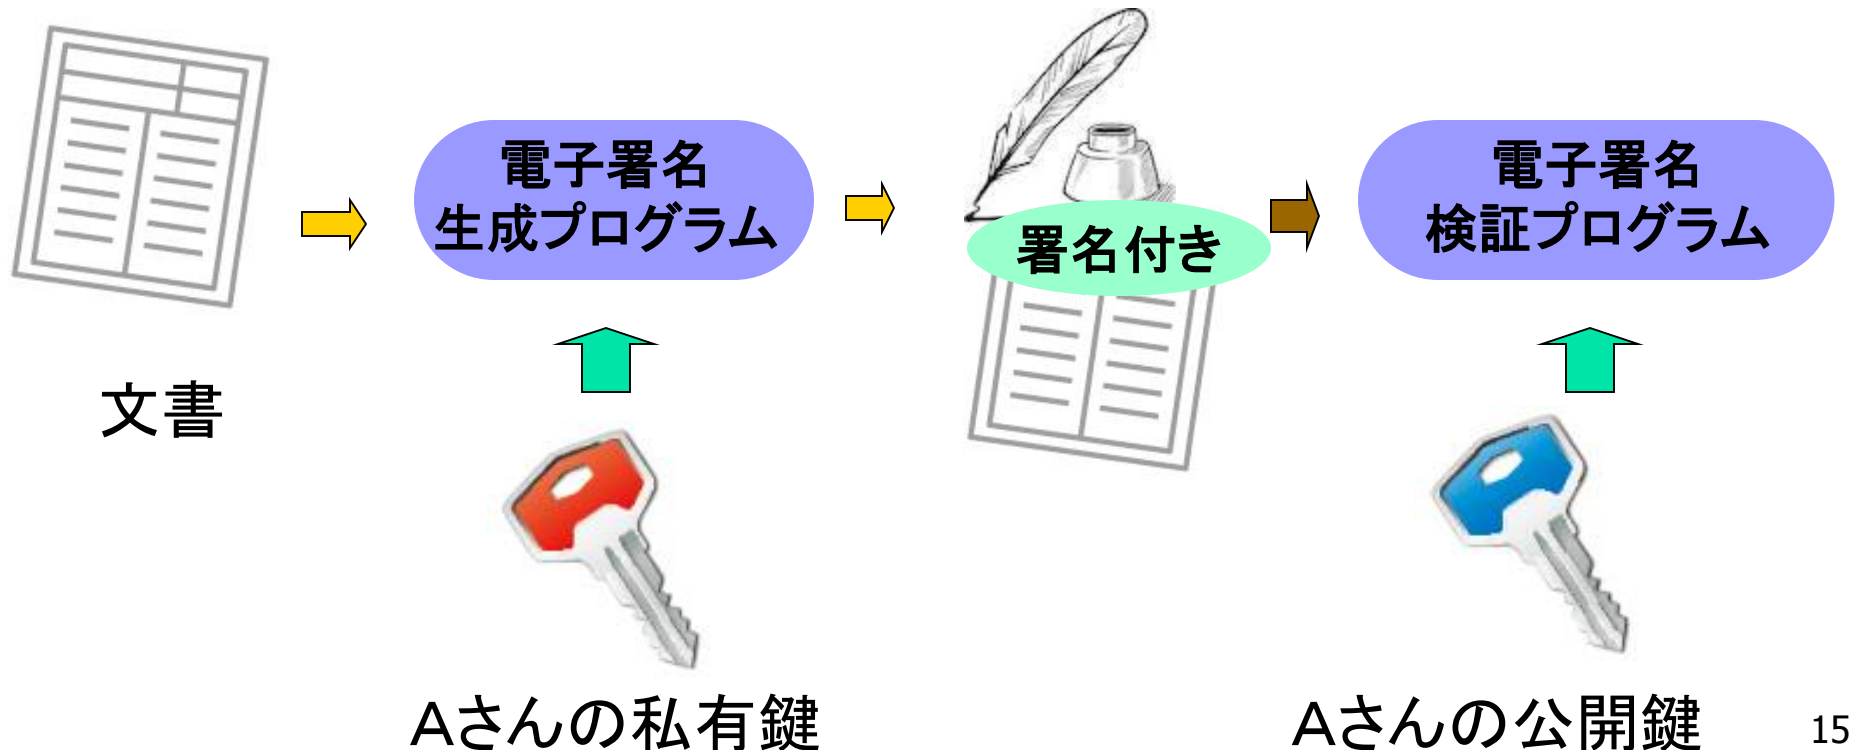 文書
電子署名
生成プログラム
Aさんの私有鍵
署名付き
電子署名
検証プログラム
Aさんの公開鍵
15